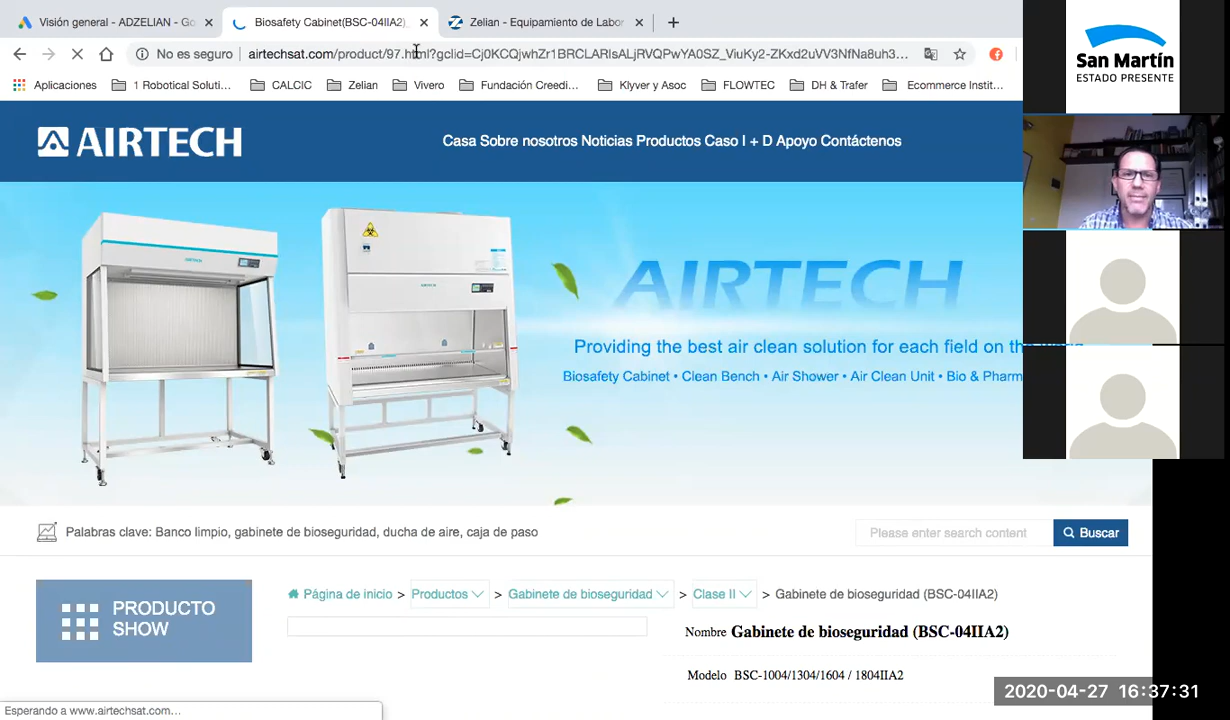 Visión general - ADZELIAN - Go
Biosafety Cabinet(BSC-04IIA2)
Zelian - Equipamiento de Labor
No es seguro
airtechsat.com/product/97.html?gclid=Cj0KCQjwhZr1BRCLARIsALjRVQPwYA0SZ_ViuKy2-ZKxd2uVV3NfNa8uh3...
Aplicaciones
1 Robotical Soluti...
CALCIC
Zelian
Vivero
Fundación Creedi...
Klyver y Asoc
FLOWTEC
DH & Trafer
Ecommerce Instit...
San Martín
ESTADO PRESENTE
AIRTECH
Casa Sobre nosotros Noticias Productos Caso I + D Apoyo Contáctenos
AIRTECH
Providing the best air clean solution for each field on the
Biosafety Cabinet • Clean Bench • Air Shower • Air Clean Unit • Bio & Pharm
Palabras clave: Banco limpio, gabinete de bioseguridad, ducha de aire, caja de paso
Please enter search content
Buscar
PRODUCTO
SHOW
Página de inicio > Productos > Gabinete de bioseguridad > Clase II > Gabinete de bioseguridad (BSC-04IIA2)
Nombre Gabinete de bioseguridad (BSC-04IIA2)
Modelo BSC-1004/1304/1604 / 1804IIA2
2020-04-27 16:37:31
Esperando a www.airtechsat.com...